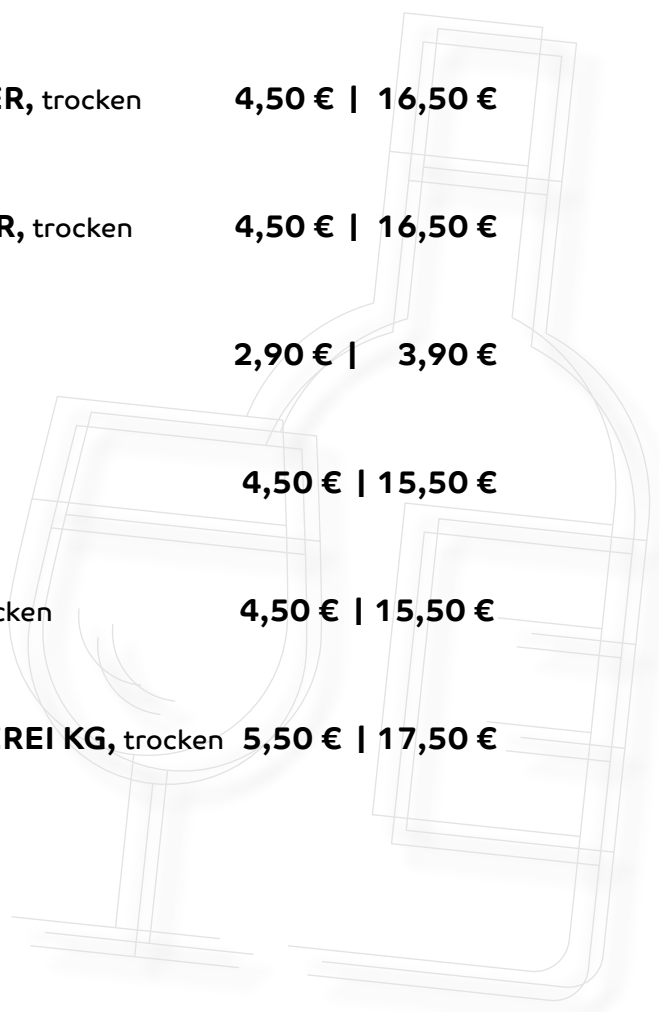 ER, trocken 4,50 € | 16,50 €
R, trocken 4,50 € | 16,50 €
2,90 € | 3,90 €
4,50 € | 15,50 €
cken 4,50 € | 15,50 €
EREI KG, trocken 5,50 € | 17,50 €